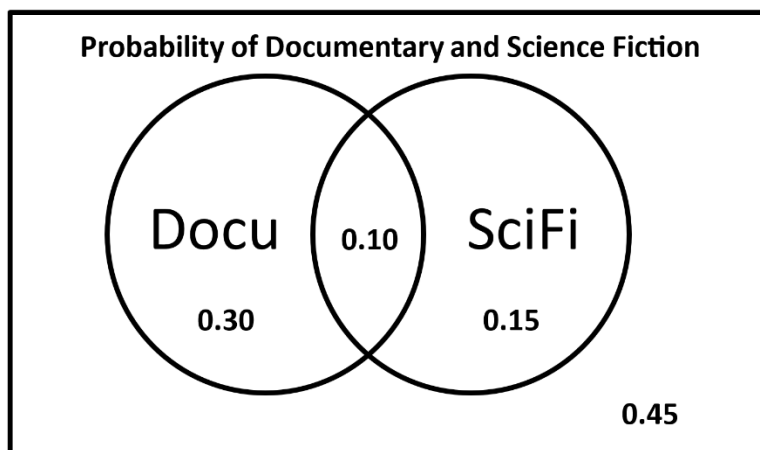 Probability of Documentary and Science Fiction
Docu
0.10
SciFi
0.30
0.15
0.45